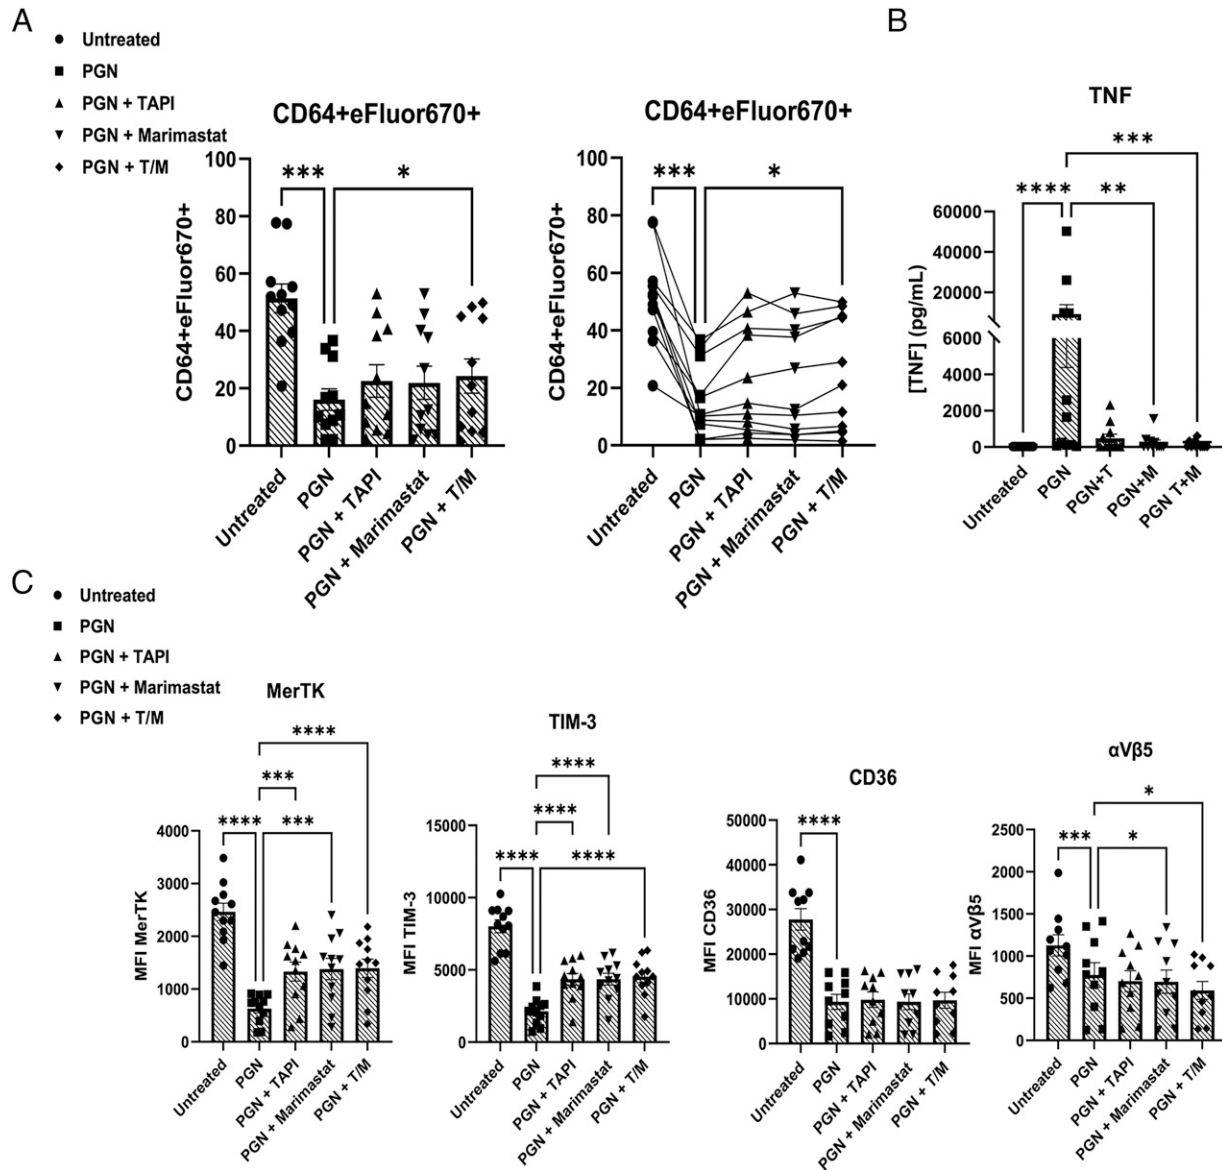 A
Untreated
PGN
PGN + TAPI
PGN + Marimastat
PGN + T/M
CD64+eFluor670+
***
*
CD64+eFluor670+
100
80
60
40
20
0
Untreated
PGN
PGN + TAPI
PGN + Marimastat
PGN + T/M
CD64+eFluor670+
***
*
CD64+eFluor670+
100
80
60
40
20
0
Untreated
PGN
PGN + TAPI
PGN + Marimastat
PGN + T/M
B
TNF
***
****
**
[TNF] (pg/mL)
60000
40000
20000
6000
4000
2000
0
Untreated
PGN
PGN+T
PGN+M
PGN T+M
C
Untreated
PGN
PGN + TAPI
PGN + Marimastat
PGN + T/M
MerTK
****
***
****
***
MFI MerTK
4000
3000
2000
1000
0
Untreated
PGN
PGN + TAPI
PGN + Marimastat
PGN + T/M
TIM-3
****
****
****
****
MFI TIM-3
15000
10000
5000
0
Untreated
PGN
PGN + TAPI
PGN + Marimastat
PGN + T/M
CD36
****
MFI CD36
50000
40000
30000
20000
10000
0
Untreated
PGN
PGN + TAPI
PGN + Marimastat
PGN + T/M
αVβ5
*
***
*
MFI αVβ5
2500
2000
1500
1000
500
0
Untreated
PGN
PGN + TAPI
PGN + Marimastat
PGN + T/M